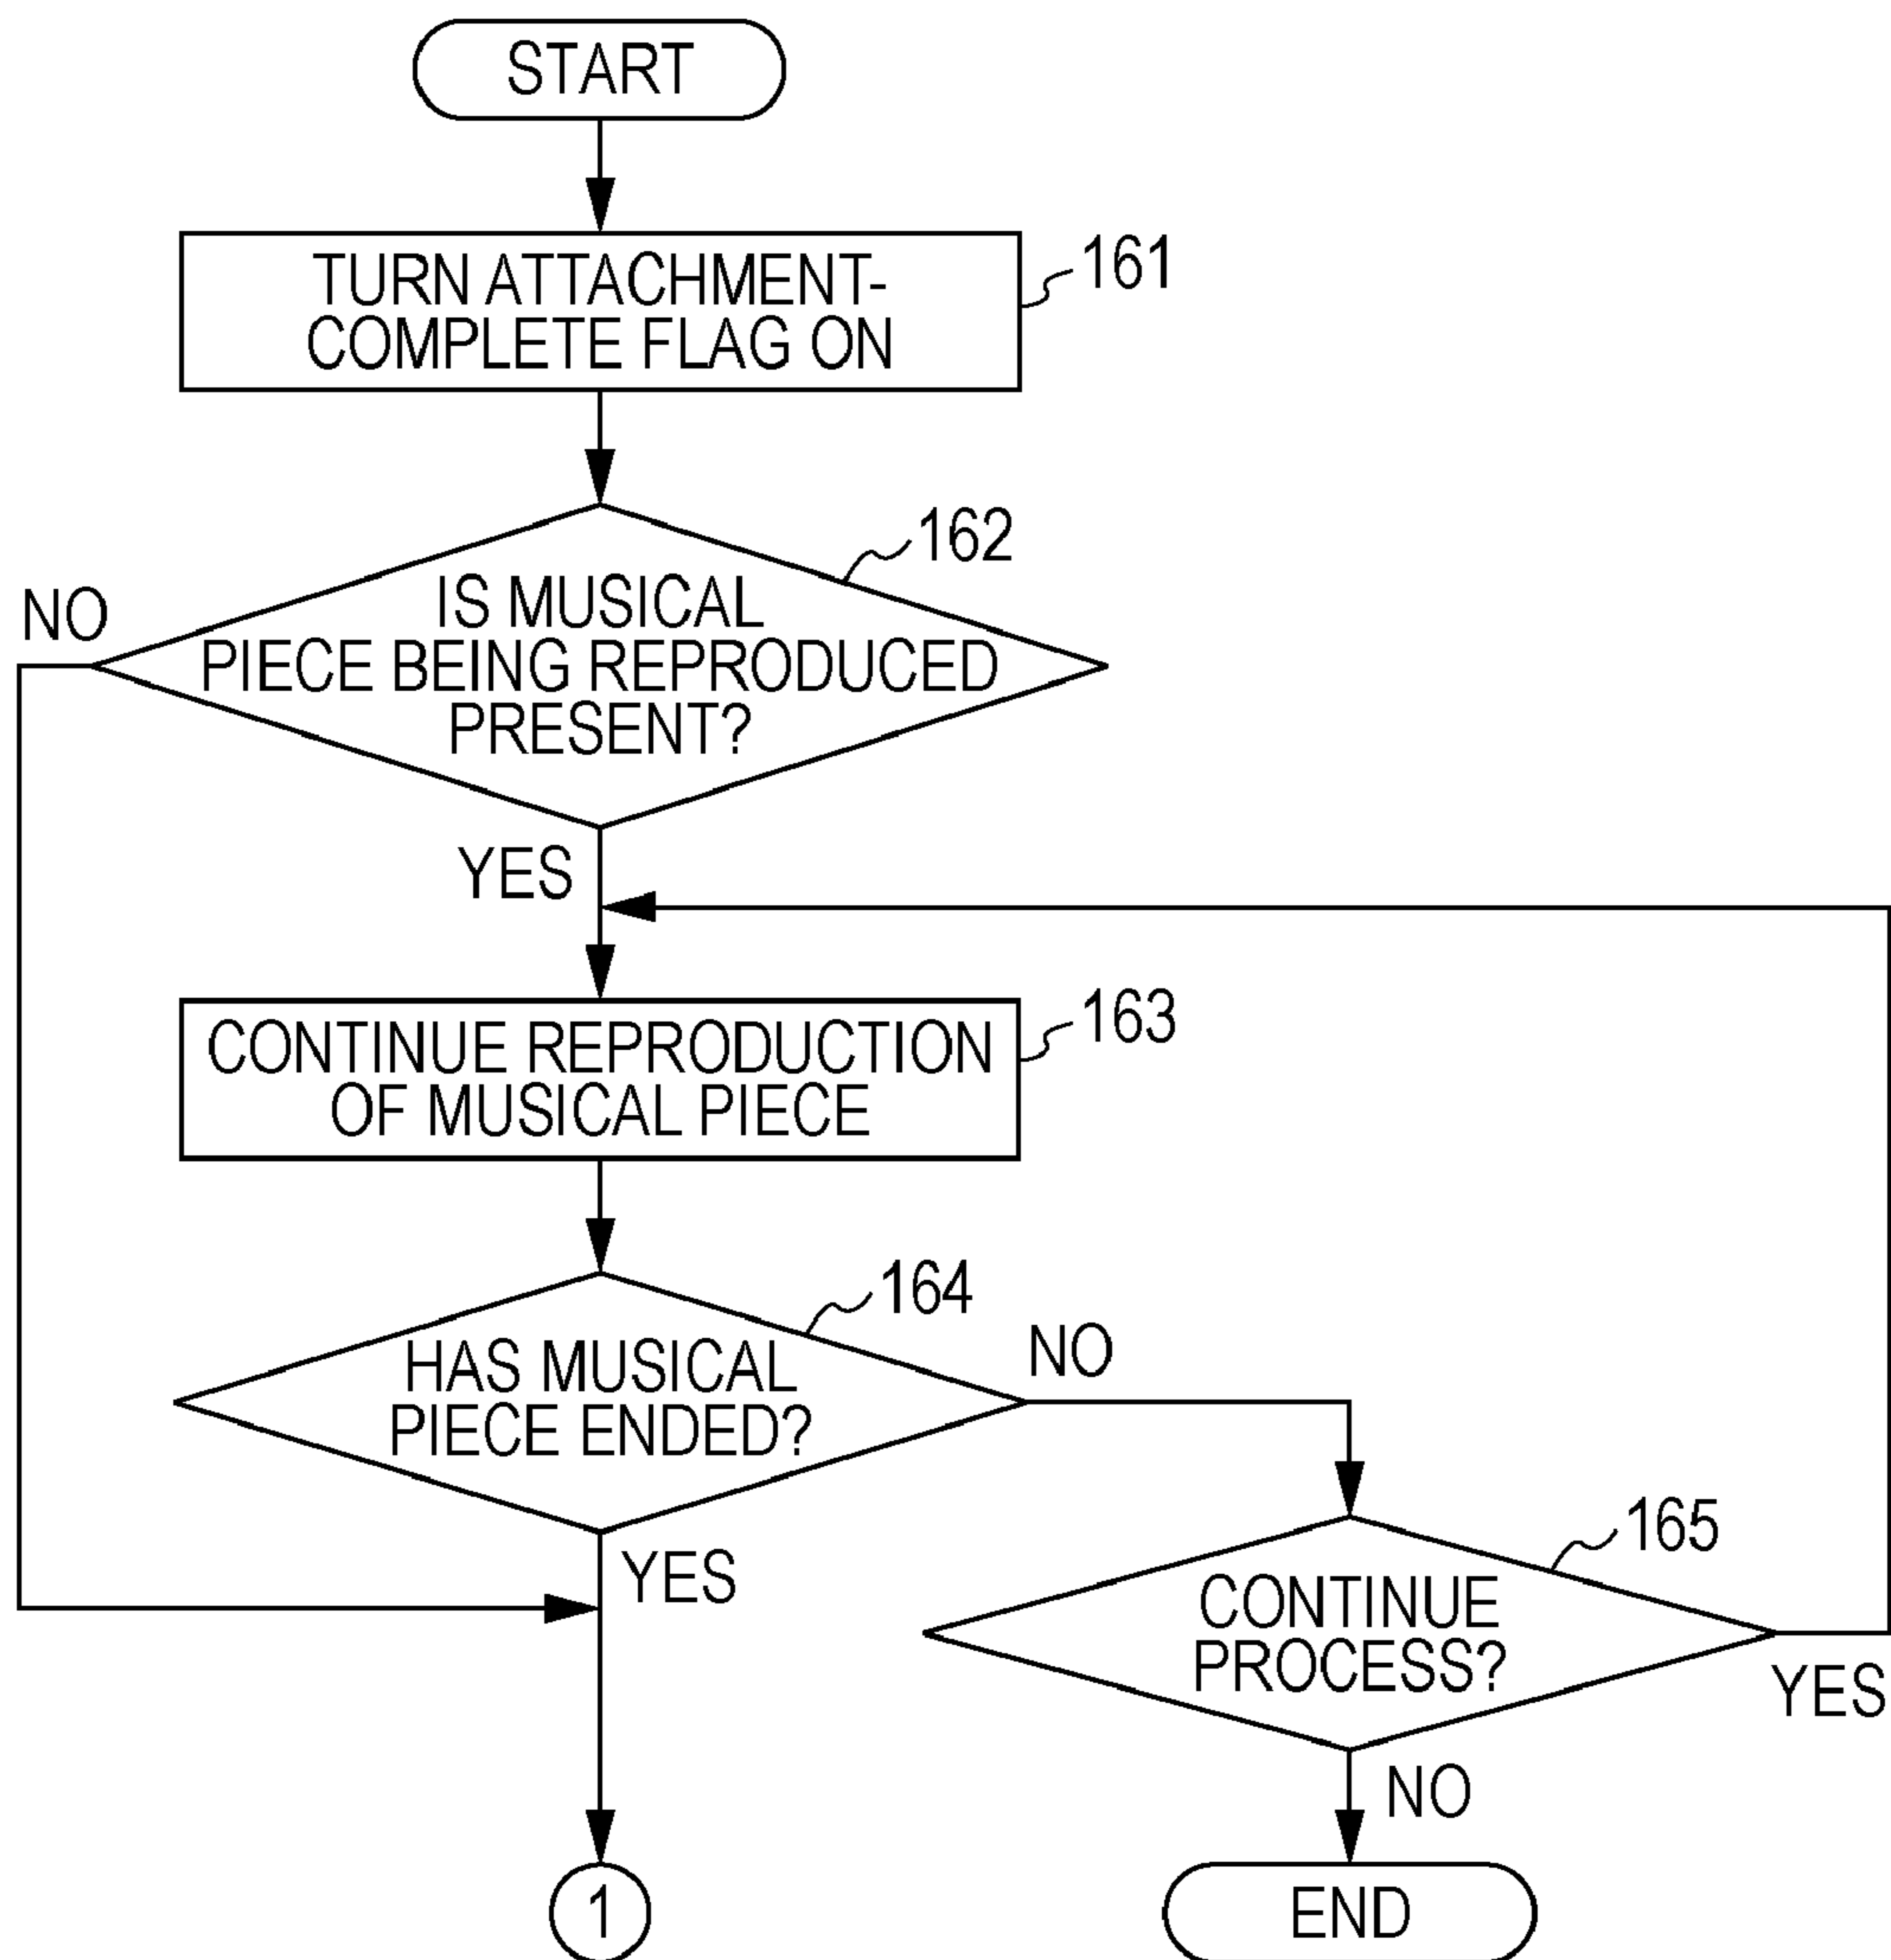 START
TURN ATTACHMENT-
COMPLETE FLAG ON
161
162
IS MUSICAL
PIECE BEING REPRODUCED
PRESENT?
NO
YES
CONTINUE REPRODUCTION
OF MUSICAL PIECE
163
164
HAS MUSICAL
PIECE ENDED?
NO
YES
165
CONTINUE
PROCESS?
YES
NO
1
END